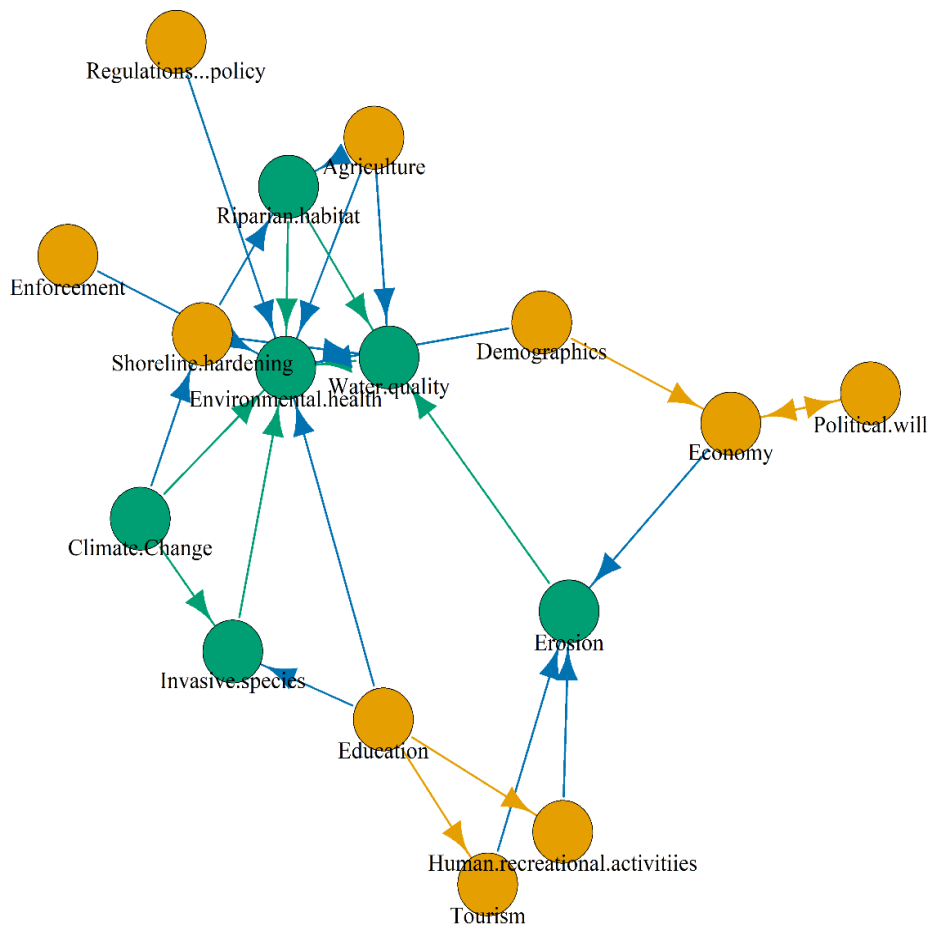 Regulations...policy
Agriculture
Riparian.habitat
Enforcement
Demographics
Shoreline.hardening
Water.quality
Environmental.health
Political.will
Economy
Climate.Change
Erosion
Invasive.species
Education
Human.recreational.activitiies
Tourism